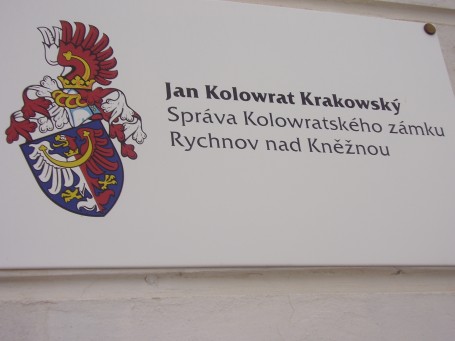 Jan Kolowrat Krakowský
Správa Kolowratského zámku
Rychnov nad Kněžnou